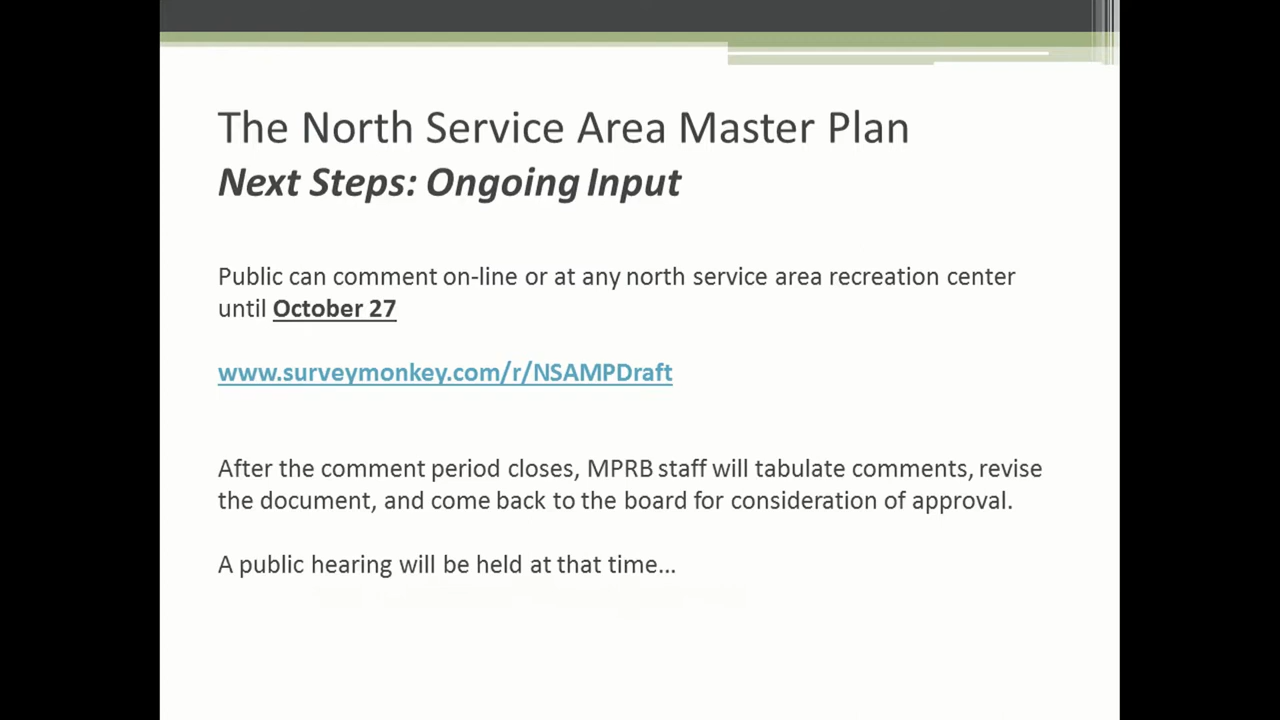 The North Service Area Master Plan
Next Steps: Ongoing Input
Public can comment on-line or at any north service area recreation center
until October 27
www.surveymonkey.com/r/NSAMPDraft
After the comment period closes, MPRB staff will tabulate comments, revise
the document, and come back to the board for consideration of approval.
A public hearing will be held at that time…